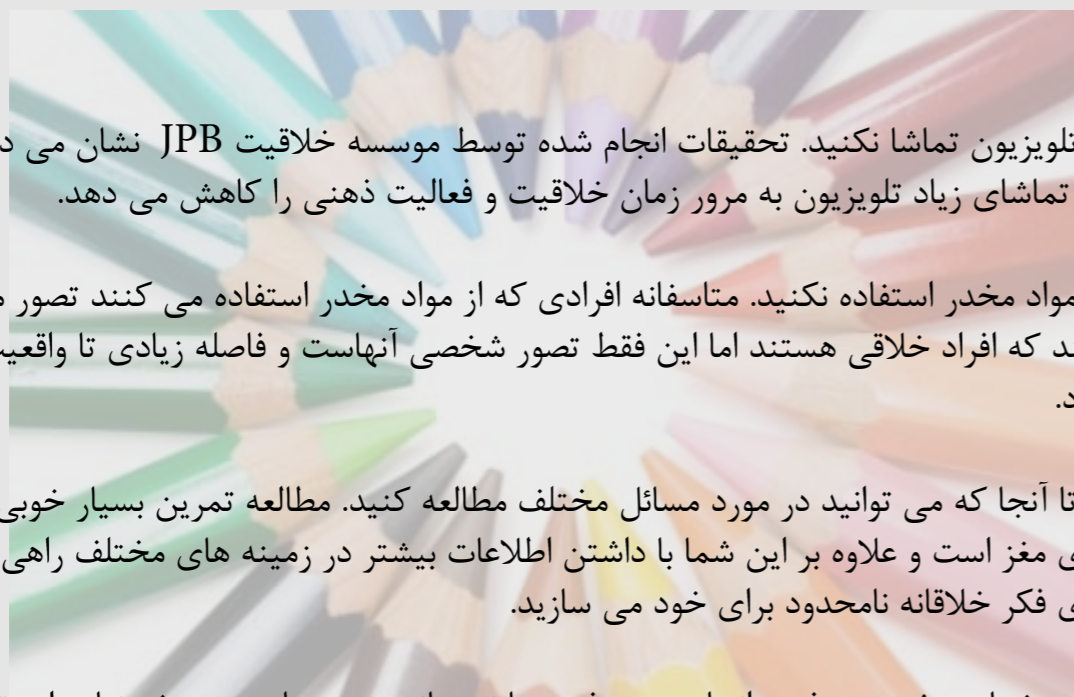 تلویزیون تماشا نکنید. تحقیقات انجام شده توسط موسسه خلاقیت JPB نشان می
تماشای زیاد تلویزیون به مرور زمان خلاقیت و فعالیت ذهنی را کاهش می دهد.
مواد مخدر استفاده نکنید. متاسفانه افرادی که از مواد مخدر استفاده می کنند تصور
ند که افراد خلاقی هستند اما این فقط تصور شخصی آنهاست و فاصله زیادی تا واقعیت
د.
تا آنجا که می توانید در مورد مسائل مختلف مطالعه کنید. مطالعه تمرین بسیار خوبی
ی مغز است و علاوه بر این شما با داشتن اطلاعات بیشتر در زمینه های مختلف راهی
ی فکر خلاقانه نامحدود برای خود می سازید.